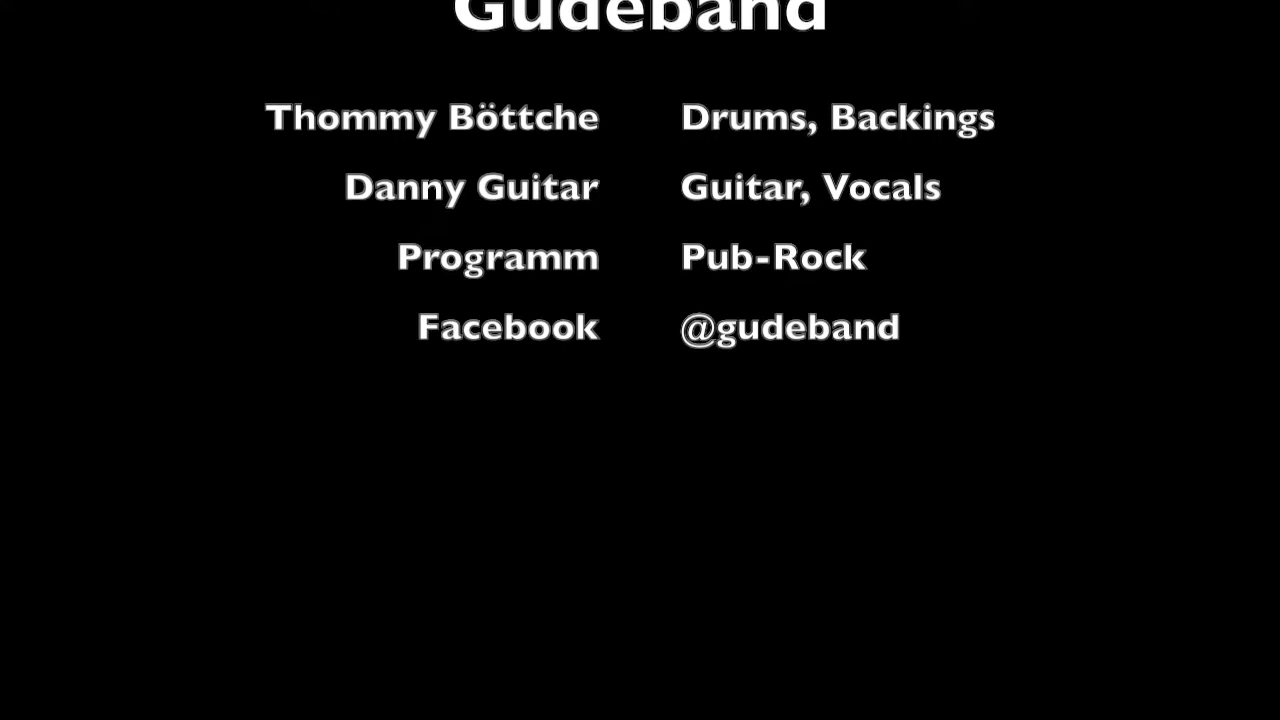 Gudeband
Thommy Böttche Drums, Backings
Danny Guitar Guitar, Vocals
Programm Pub-Rock
Facebook @gudeband